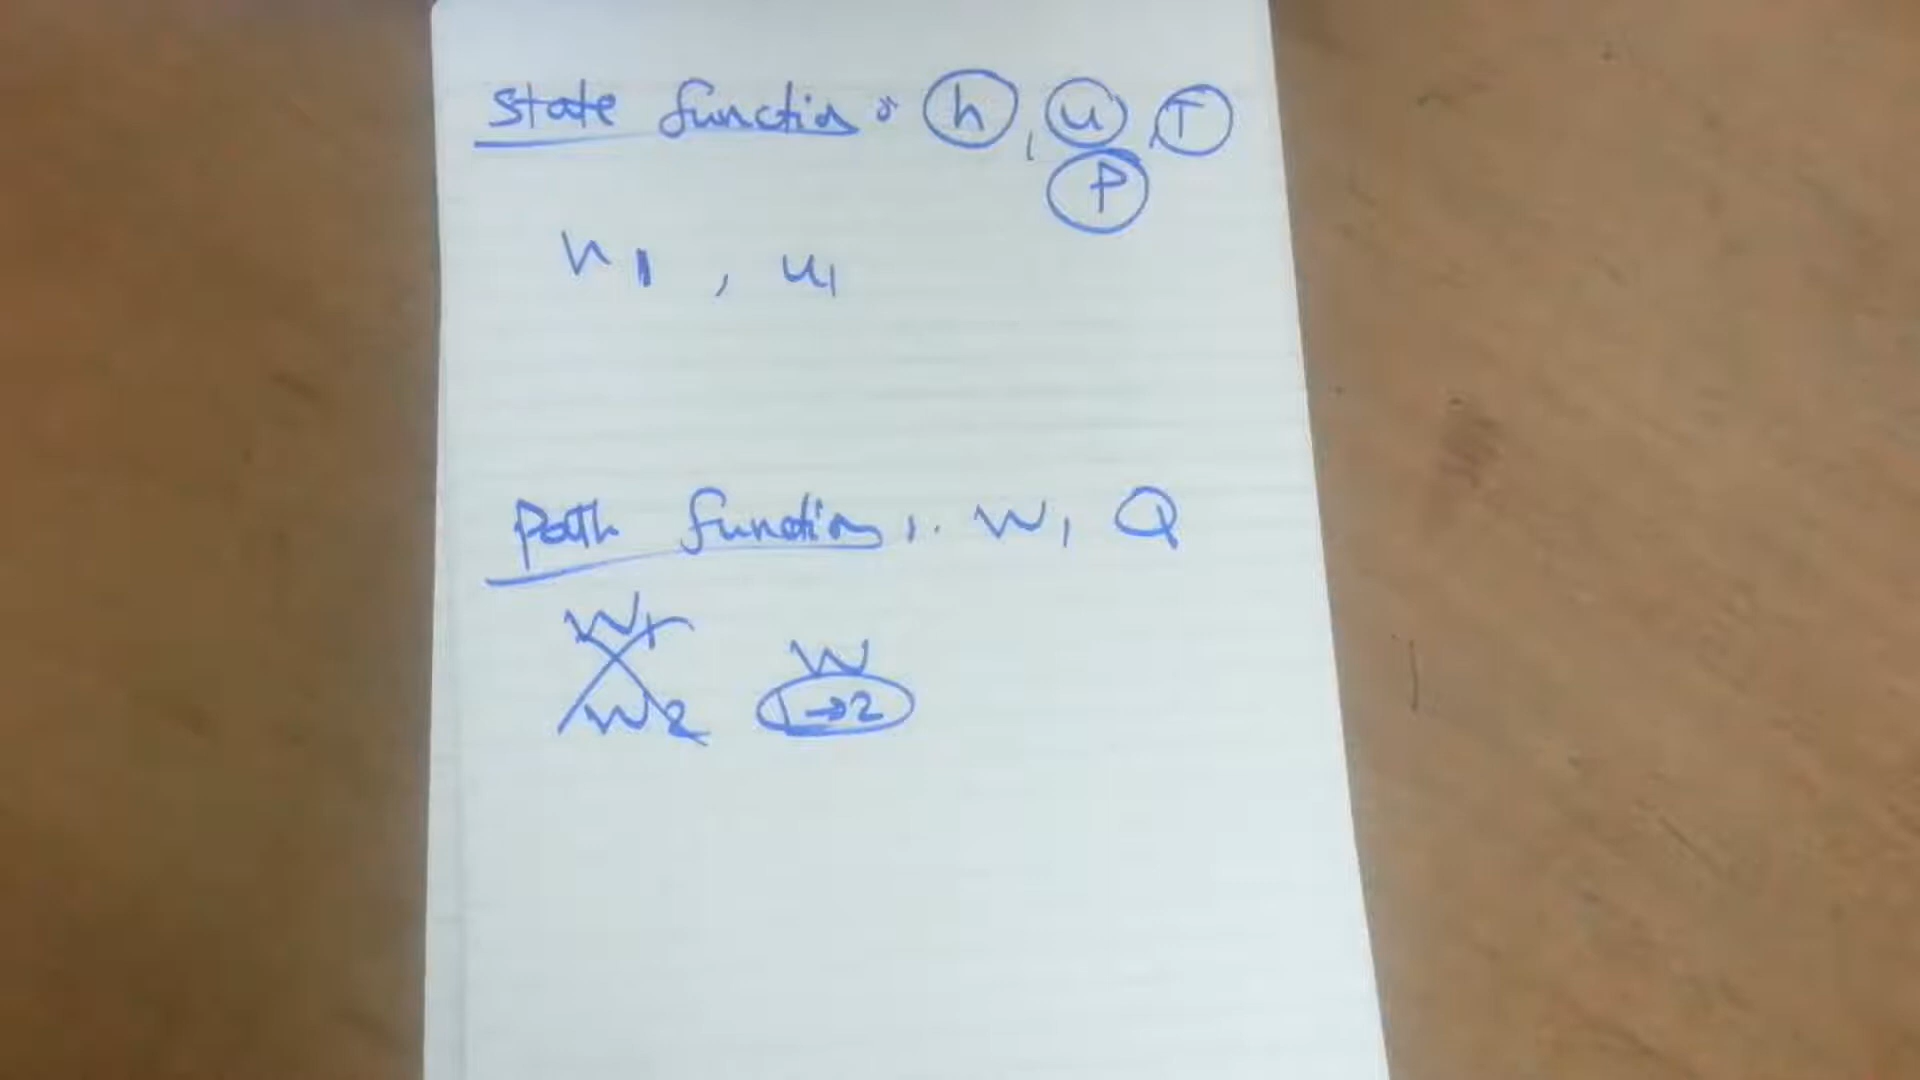 State function : h, u, T
P
h1, u1
Path function : W, Q
W1
W2
W
1→2